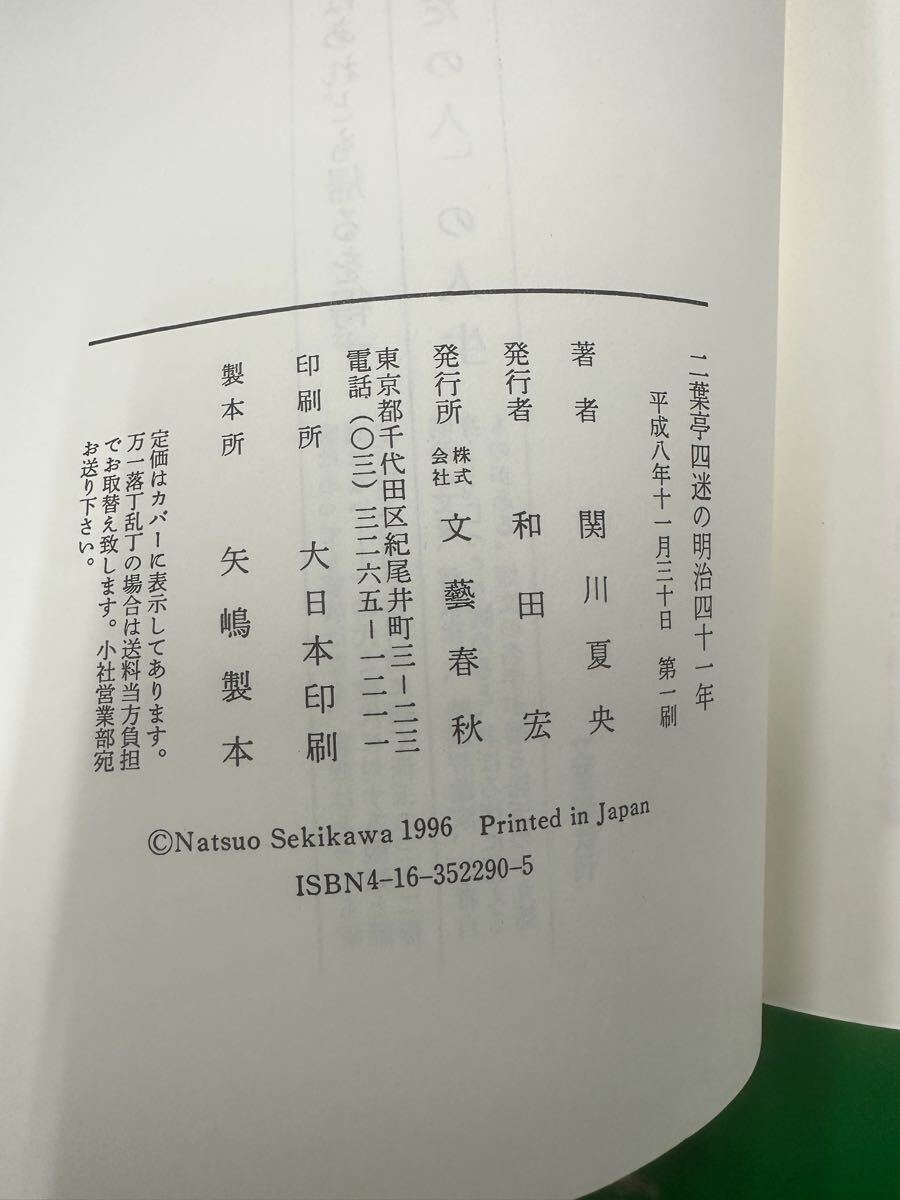 二葉亭四迷の明治四十一年
平成八年十一月三十日 第一刷
著者 関川夏央
発行者 和田宏
発行所 株式会社 文藝春秋
東京都千代田区紀尾井町三−二三
電話(〇三)三二六五−一二一一
印刷所 大日本印刷
製本所 矢嶋製本
定価はカバーに表示してあります。
万一落丁乱丁の場合は送料当方負担
でお取替え致します。小社営業部宛
お送り下さい。
©Natsuo Sekikawa 1996 Printed in Japan
ISBN4-16-352290-5